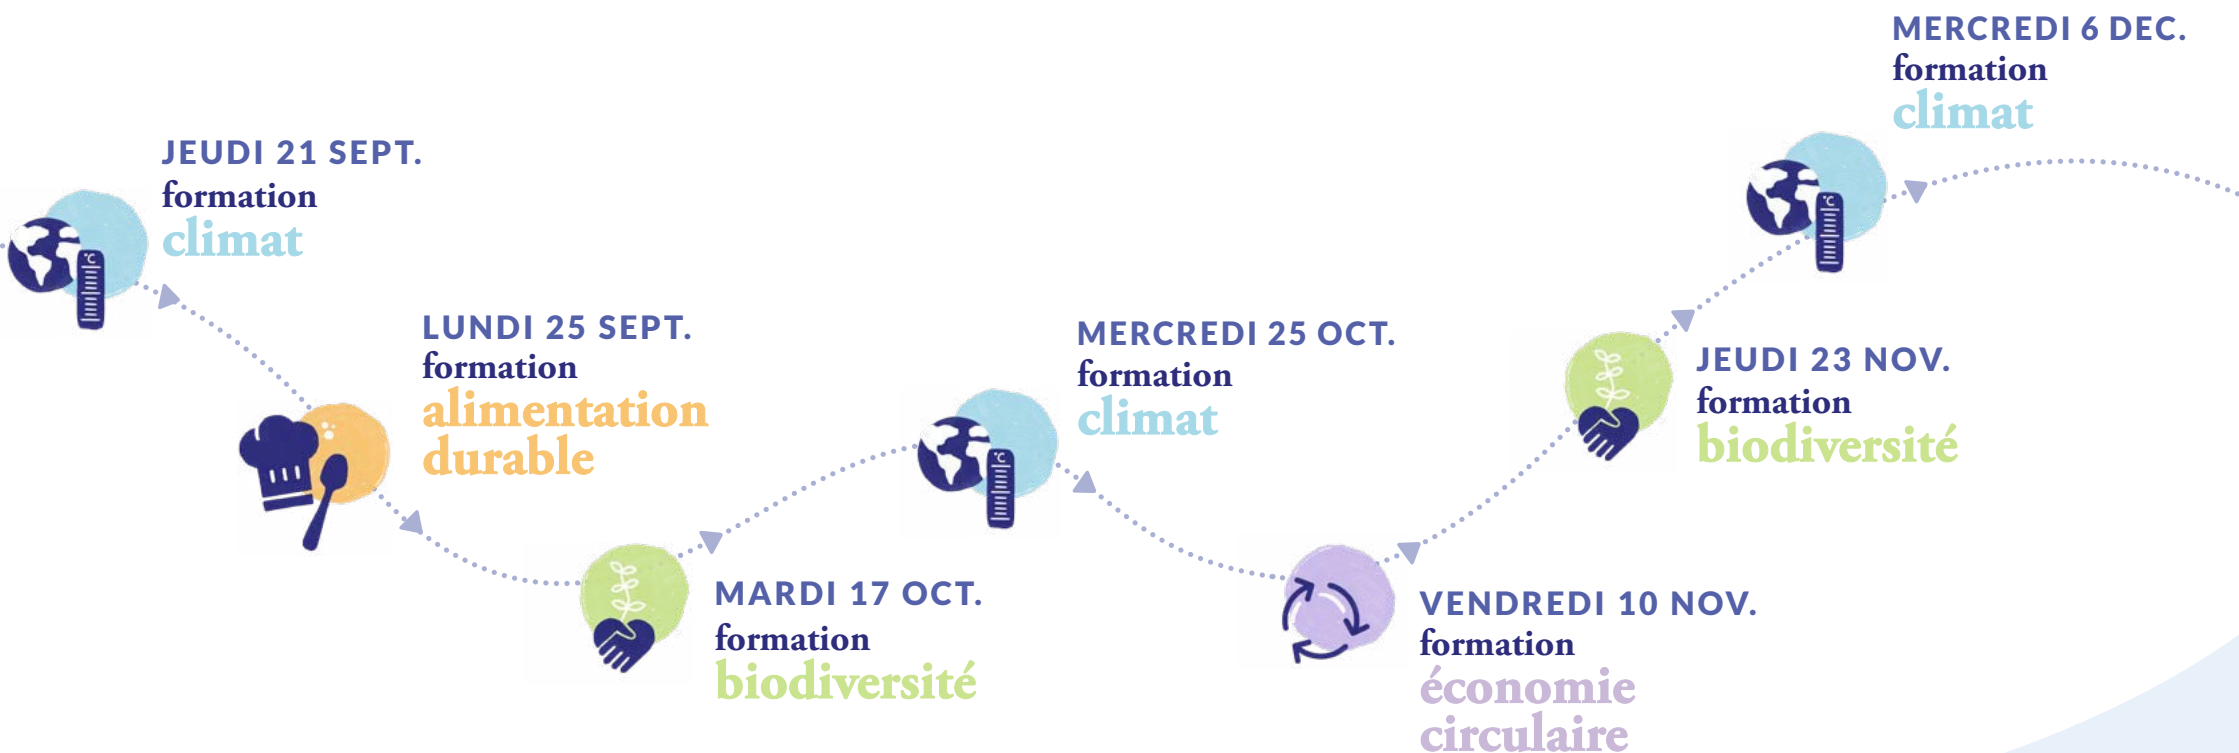 JEUDI 21 SEPT.
formation
climat
LUNDI 25 SEPT.
formation
alimentation
durable
MARDI 17 OCT.
formation
biodiversité
MERCREDI 25 OCT.
formation
climat
VENDREDI 10 NOV.
formation
économie
circulaire
JEUDI 23 NOV.
formation
biodiversité
MERCREDI 6 DEC.
formation
climat
°C
°C
°C